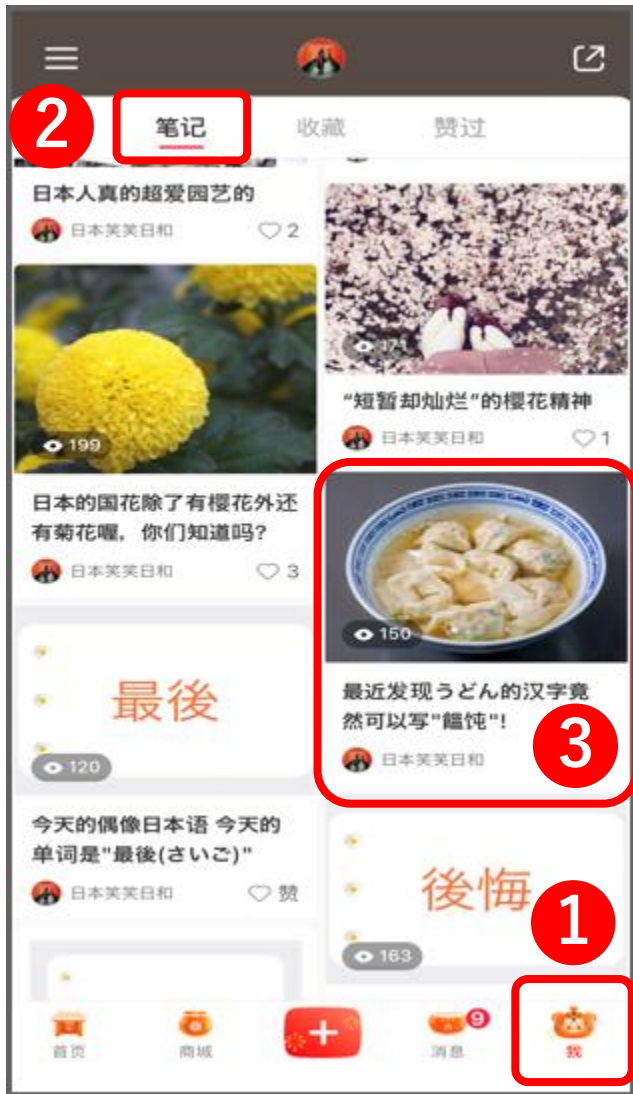 2
笔记
收藏
赞过
日本人真的超爱园艺的
日本笑笑日和
2
199
日本的国花除了有樱花外还
有菊花喔，你们知道吗?
日本笑笑日和
3
最後
120
今天的偶像日本语 今天的
单词是"最後(さいご)"
日本笑笑日和
赞
171
“短暂却灿烂”的樱花精神
日本笑笑日和
1
150
最近发现うどん的汉字竟
然可以写"饂饨"!
日本笑笑日和
3
後悔
163
1
首页
商城
+
消息
9
我